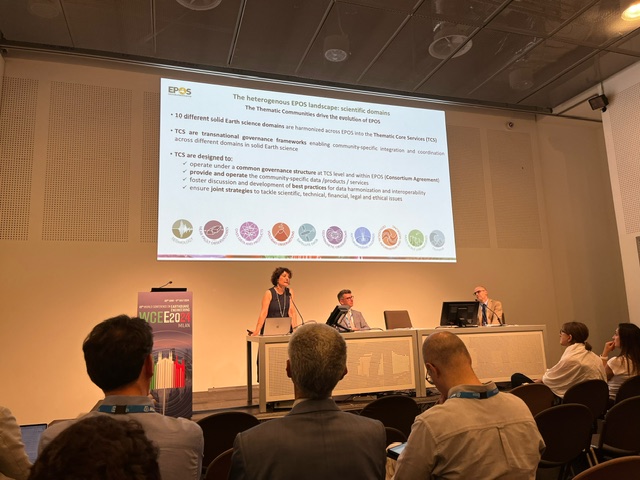 EPOS
The heterogenous EPOS landscape: scientific domains
The Thematic Communities drive the evolution of EPOS
• 10 different solid Earth science domains are harmonized across EPOS into the Thematic Core Services (TCS)
• TCS are transnational governance frameworks enabling community-specific integration and coordination
across different domains in solid Earth science
• TCS are designed to:
✓ operate under a common governance structure at TCS level and within EPOS (Consortium Agreement)
✓ provide and operate the community-specific data /products / services
✓ foster discussion and development of best practices for data harmonization and interoperability
✓ ensure joint strategies to tackle scientific, technical, financial, legal and ethical issues
WCEE20
MILAN